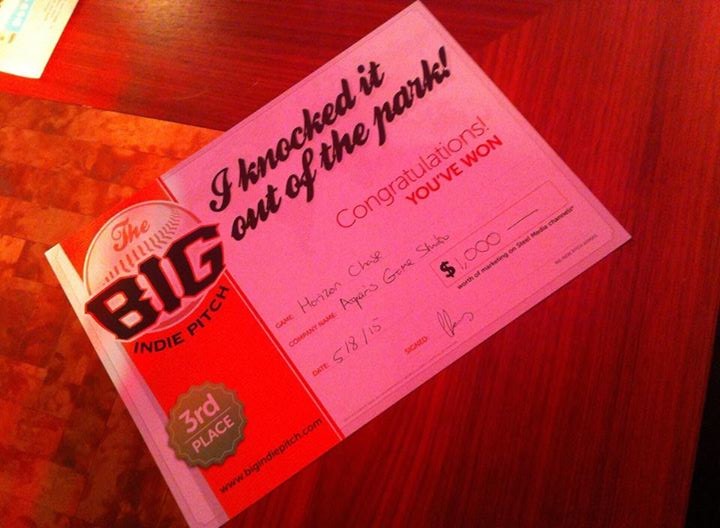 I knocked it
out of the park!
Congratulations!
YOU'VE WON
$1,000
worth of marketing on Steel Media channels*
GAME: Horizon Chase
COMPANY NAME: Aquiris Game Studio
DATE: 5/8/15
SIGNED:
The
BIG
INDIE PITCH
3rd
PLACE
www.bigindiepitch.com